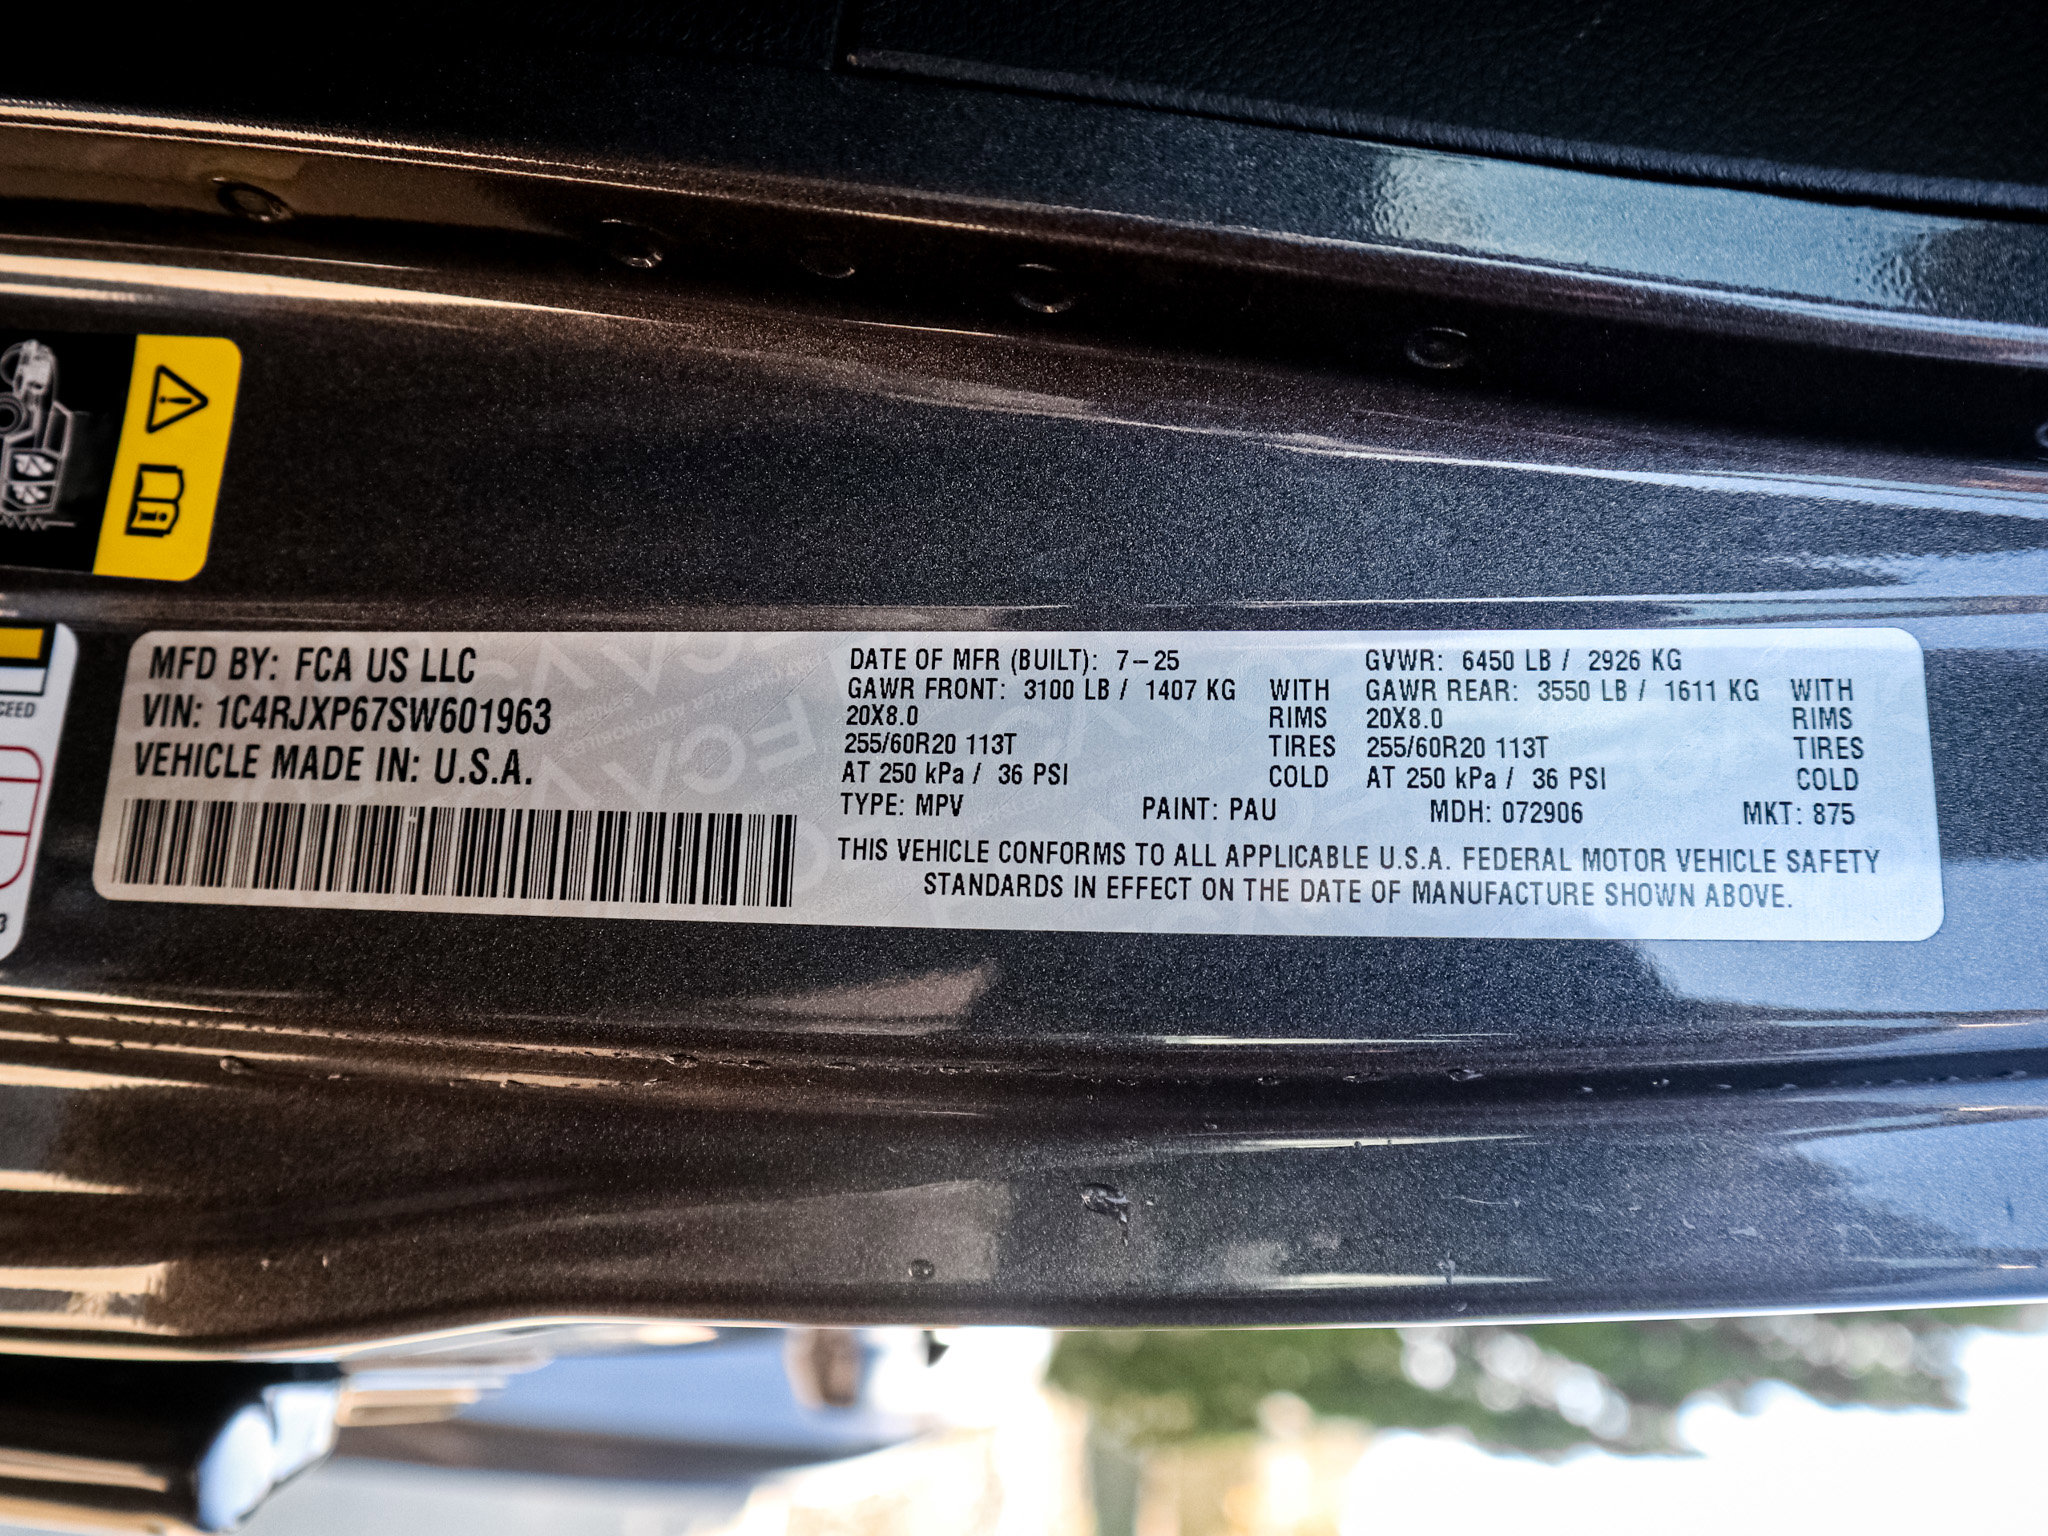 MFD BY: FCA US LLC
VIN: 1C4RJXP67SW601963
VEHICLE MADE IN: U.S.A.
DATE OF MFR (BUILT): 7-25 GVWR: 6450 LB / 2926 KG
GAWR FRONT: 3100 LB / 1407 KG WITH GAWR REAR: 3550 LB / 1611 KG WITH
20X8.0 RIMS 20X8.0 RIMS
255/60R20 113T TIRES 255/60R20 113T TIRES
AT 250 kPa / 36 PSI COLD AT 250 kPa / 36 PSI COLD
TYPE: MPV PAINT: PAU MDH: 072906 MKT: 875
THIS VEHICLE CONFORMS TO ALL APPLICABLE U.S.A. FEDERAL MOTOR VEHICLE SAFETY
STANDARDS IN EFFECT ON THE DATE OF MANUFACTURE SHOWN ABOVE.